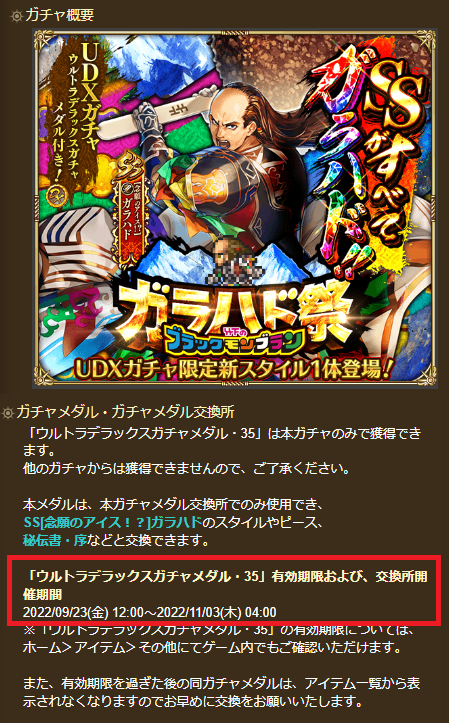 ガチャ概要
UDXガチャ
ウルトラデラックスガチャ
メダル付き!
SSがすべて
ガラハド!!
SS
[念願のアイス!?]
ガラハド
ガラハド祭
竹下の
ブラックモンブラン
UDXガチャ限定新スタイル1体登場!
ガチャメダル・ガチャメダル交換所
「ウルトラデラックスガチャメダル・35」は本ガチャのみで獲得でき
ます。
他のガチャからは獲得できませんので、ご了承ください。
本メダルは、本ガチャメダル交換所でのみ使用でき、
SS[念願のアイス!?]ガラハドのスタイルやピース、
秘伝書・序などと交換できます。
「ウルトラデラックスガチャメダル・35」有効期限および、交換所開
催期間
2022/09/23(金) 12:00～2022/11/03(木) 04:00
※「ウルトラデラックスガチャメダル・35」の有効期限については、
ホーム＞アイテム＞その他にてゲーム内でもご確認いただけます。
また、有効期限を過ぎた後の同ガチャメダルは、アイテム一覧から表
示されなくなりますのでお早めに交換をお願いいたします。